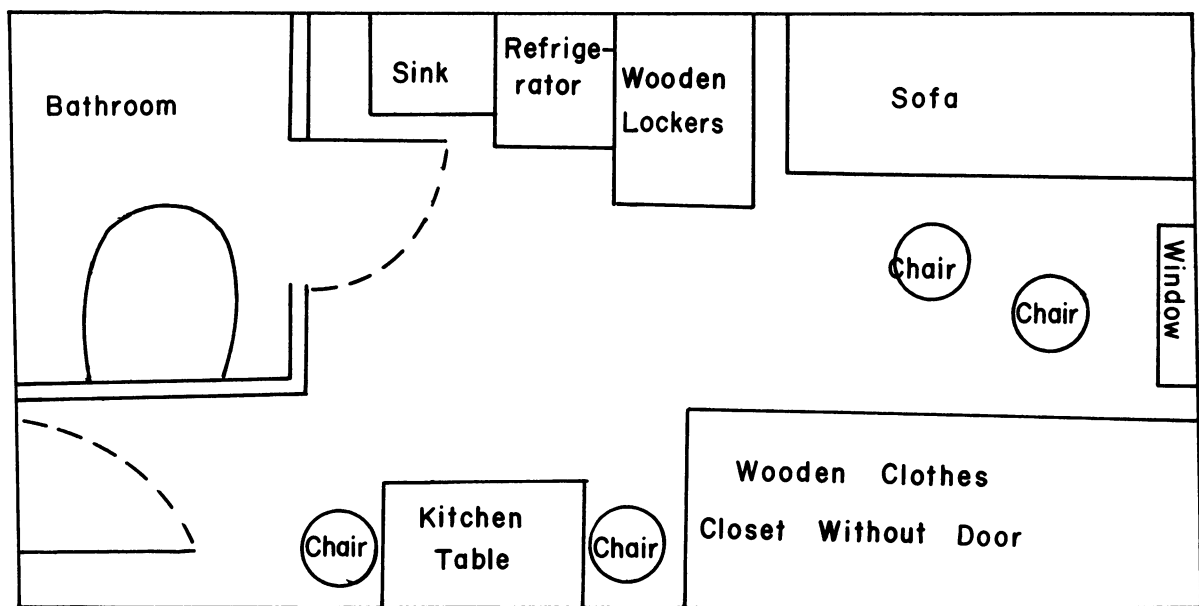 Bathroom
Sink
Refrige-
rator
Wooden
Lockers
Sofa
Chair
Chair
Window
Wooden Clothes
Closet Without Door
Kitchen
Table
Chair
Chair